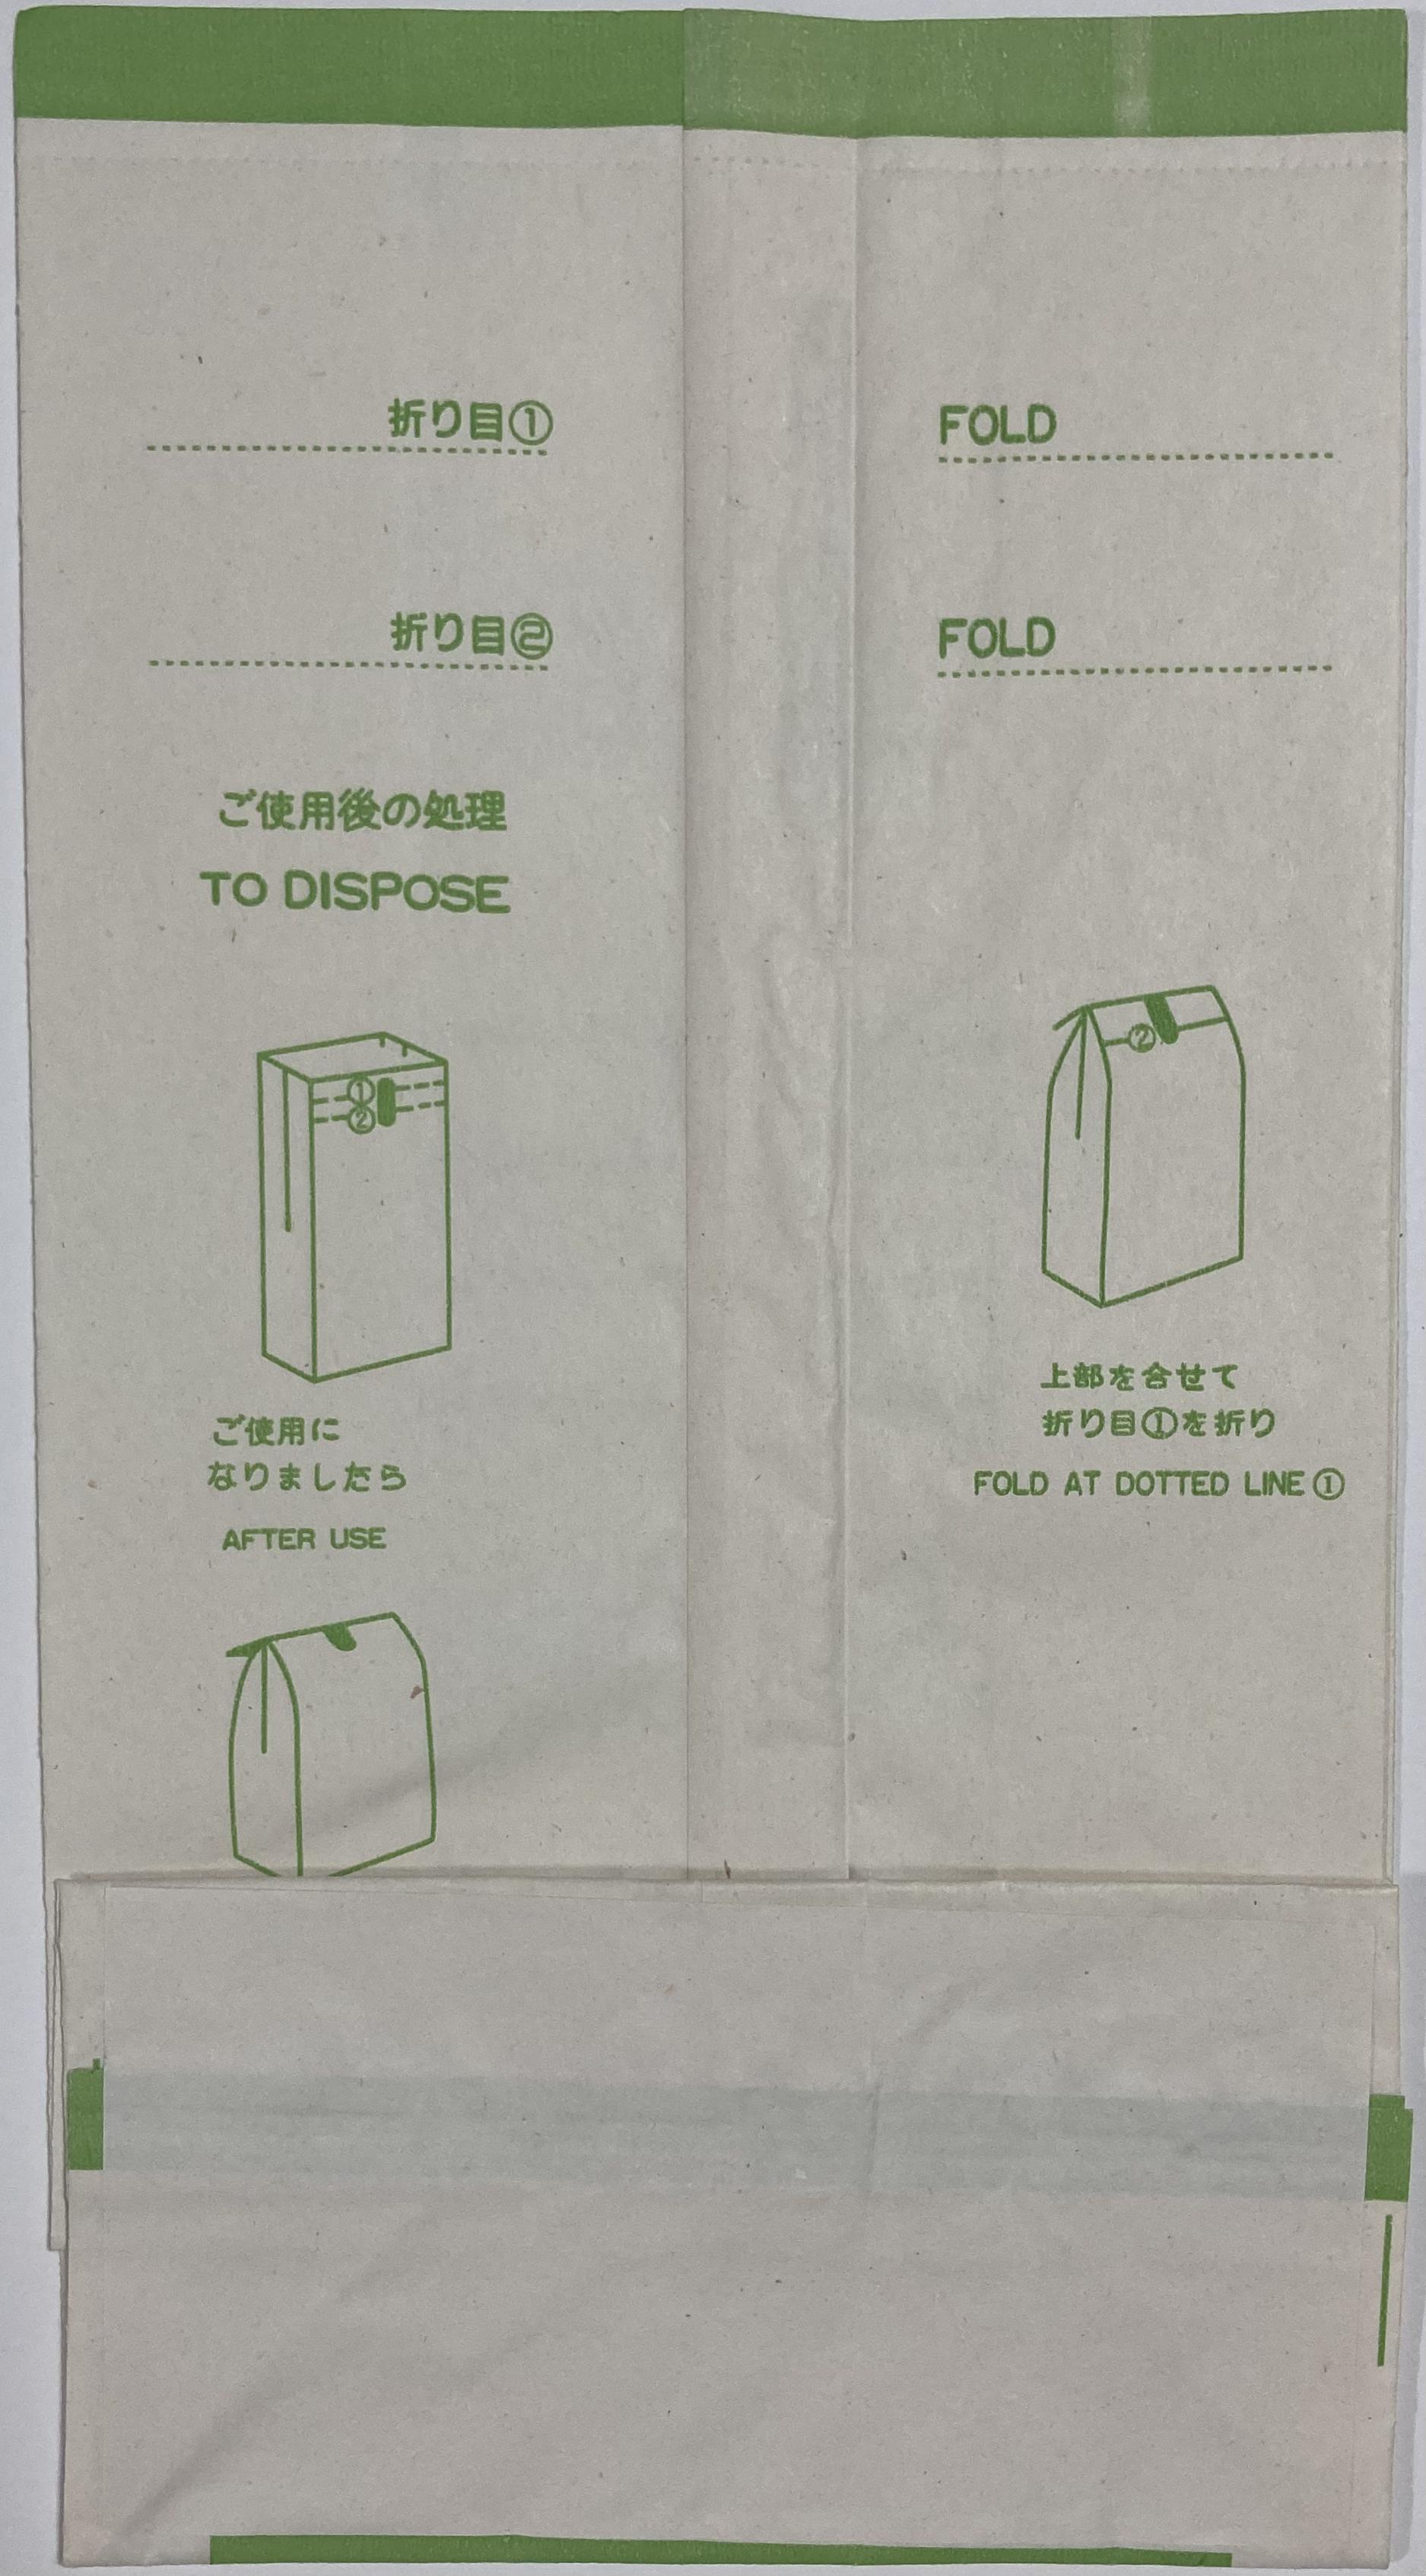 折り目①
FOLD
折り目②
FOLD
ご使用後の処理
TO DISPOSE
①
②
ご使用に
なりましたら
AFTER USE
②
上部を合せて
折り目①を折り
FOLD AT DOTTED LINE①